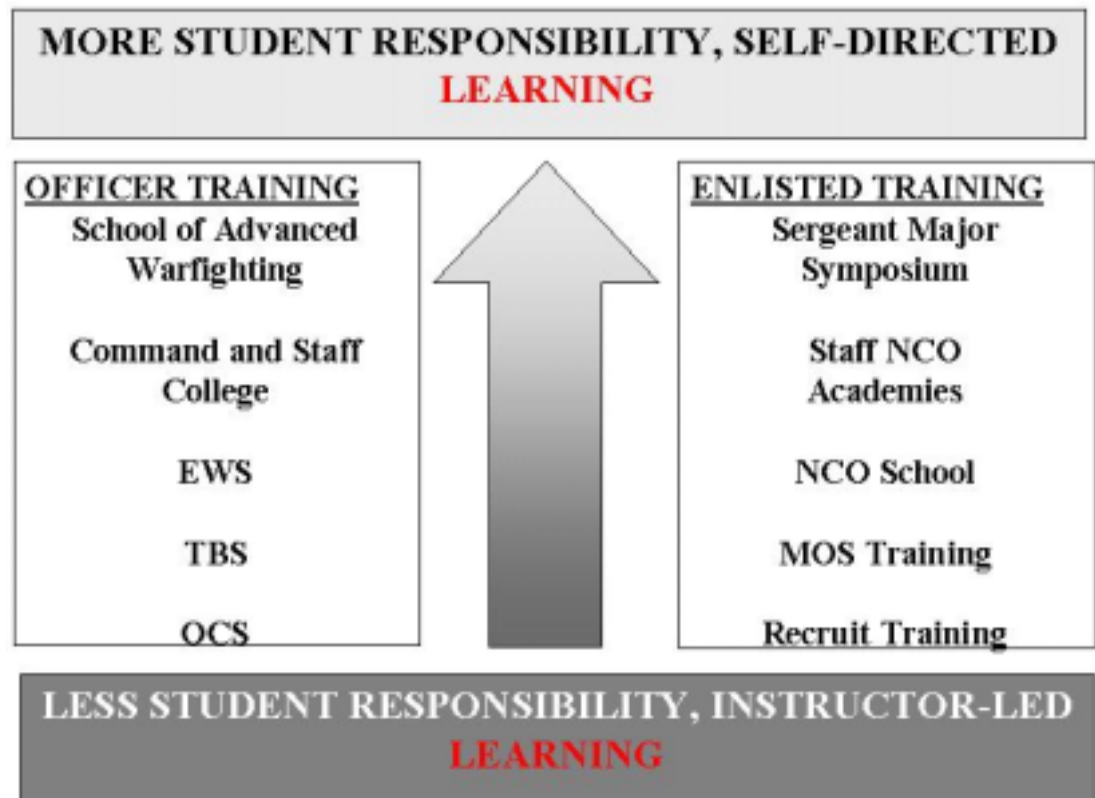 MORE STUDENT RESPONSIBILITY, SELF-DIRECTED
LEARNING
OFFICER TRAINING
School of Advanced
Warfighting
Command and Staff
College
EWS
TBS
OCS
ENLISTED TRAINING
Sergeant Major
Symposium
Staff NCO
Academies
NCO School
MOS Training
Recruit Training
LESS STUDENT RESPONSIBILITY, INSTRUCTOR-LED
LEARNING